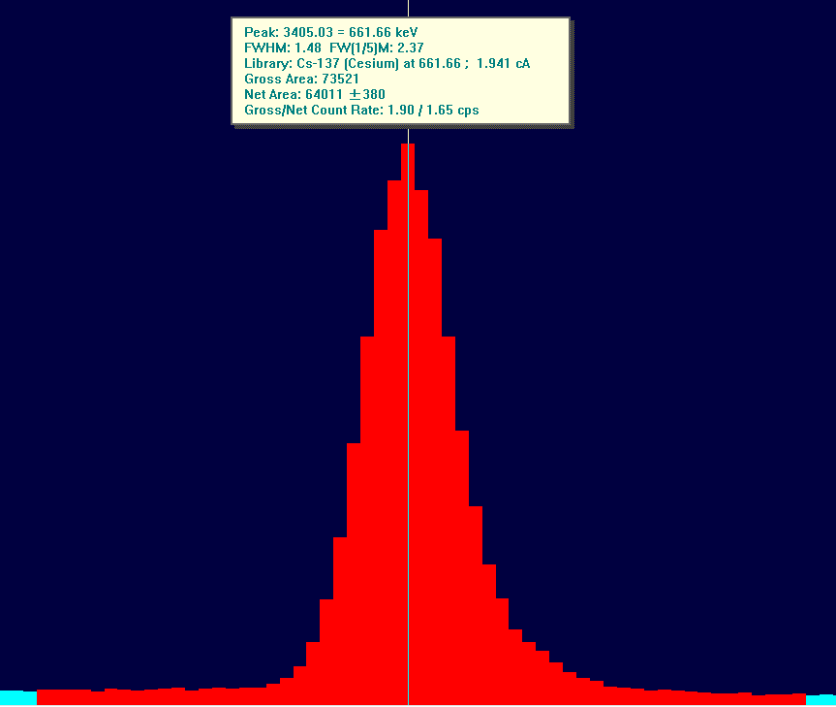 Peak: 3405.03 = 661.66 keV
FWHM: 1.48 FW(1/5)M: 2.37
Library: Cs-137 (Cesium) at 661.66 ; 1.941 cA
Gross Area: 73521
Net Area: 64011 ±380
Gross/Net Count Rate: 1.90 / 1.65 cps